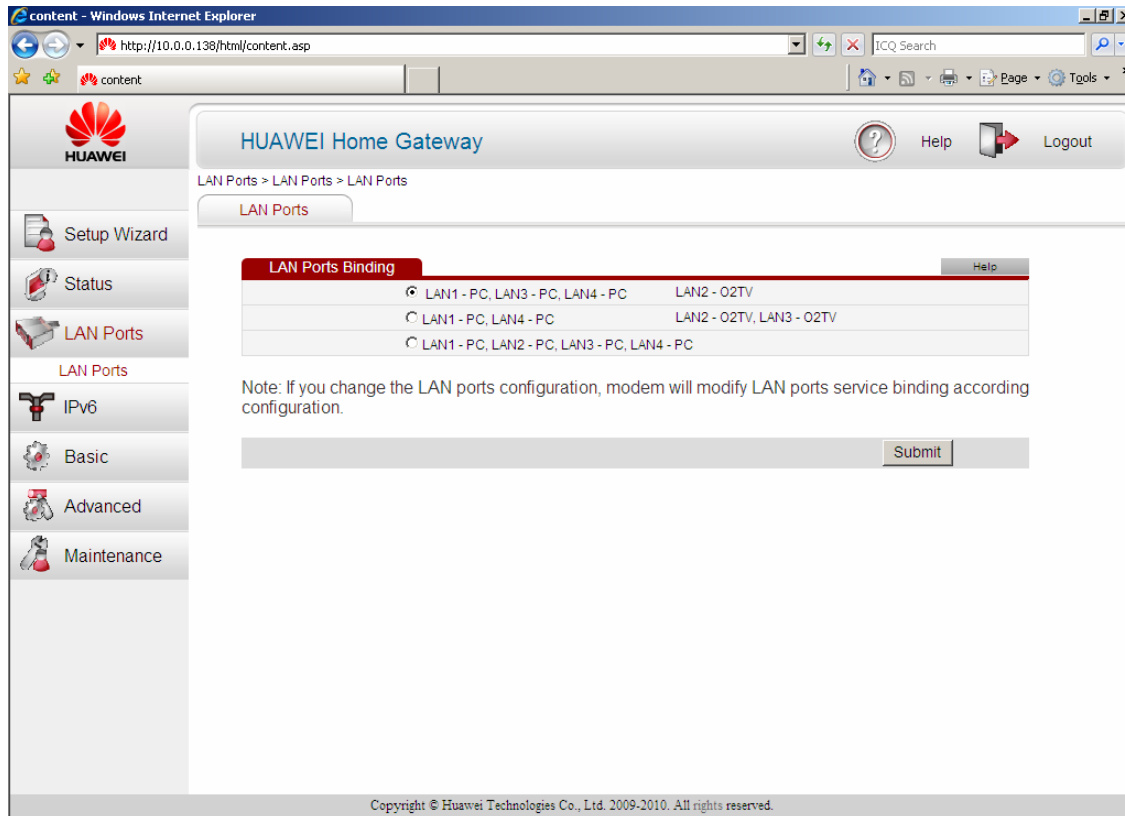 content - Windows Internet Explorer
http://10.0.0.138/html/content.asp
ICQ Search
content
Page
Tools
HUAWEI
HUAWEI Home Gateway
Help
Logout
LAN Ports > LAN Ports > LAN Ports
LAN Ports
Setup Wizard
Status
LAN Ports
LAN Ports
IPv6
Basic
Advanced
Maintenance
LAN Ports Binding
Help
LAN1 - PC, LAN3 - PC, LAN4 - PC LAN2 - O2TV
LAN1 - PC, LAN4 - PC LAN2 - O2TV, LAN3 - O2TV
LAN1 - PC, LAN2 - PC, LAN3 - PC, LAN4 - PC
Note: If you change the LAN ports configuration, modem will modify LAN ports service binding according
configuration.
Submit
Copyright © Huawei Technologies Co., Ltd. 2009-2010. All rights reserved.